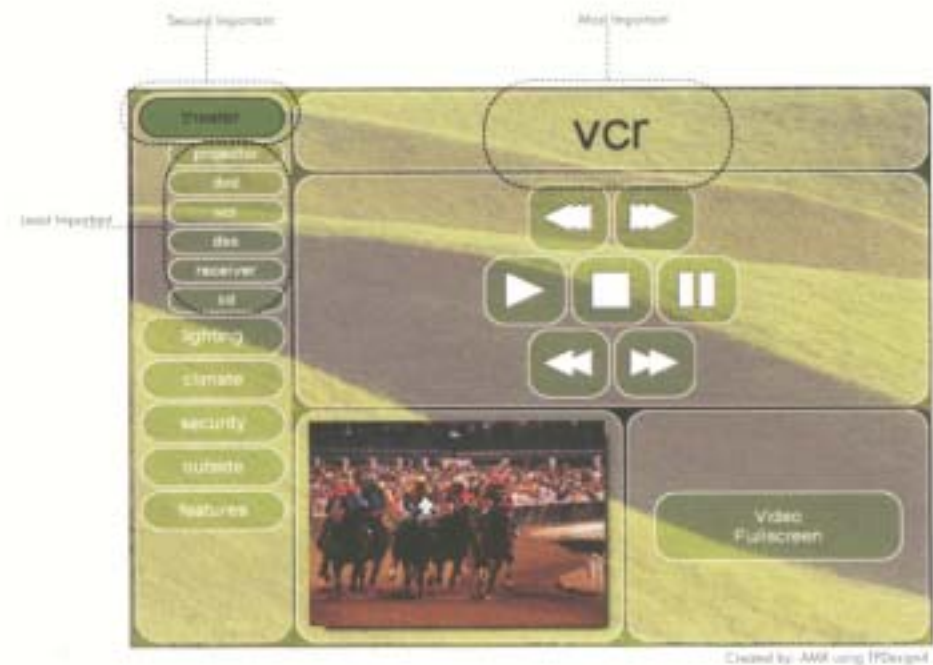 Second Important
Most Important
theater
vcr
projector
dvd
vcr
Least Important
dss
receiver
cd
lighting
climate
security
outside
features
Video
Fullscreen
Created by: AMX using TPDesign4